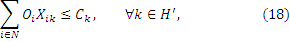 ∑_{i∈N} O_i X_{ik} ≤ C_k,  ∀k ∈ H′,  (18)